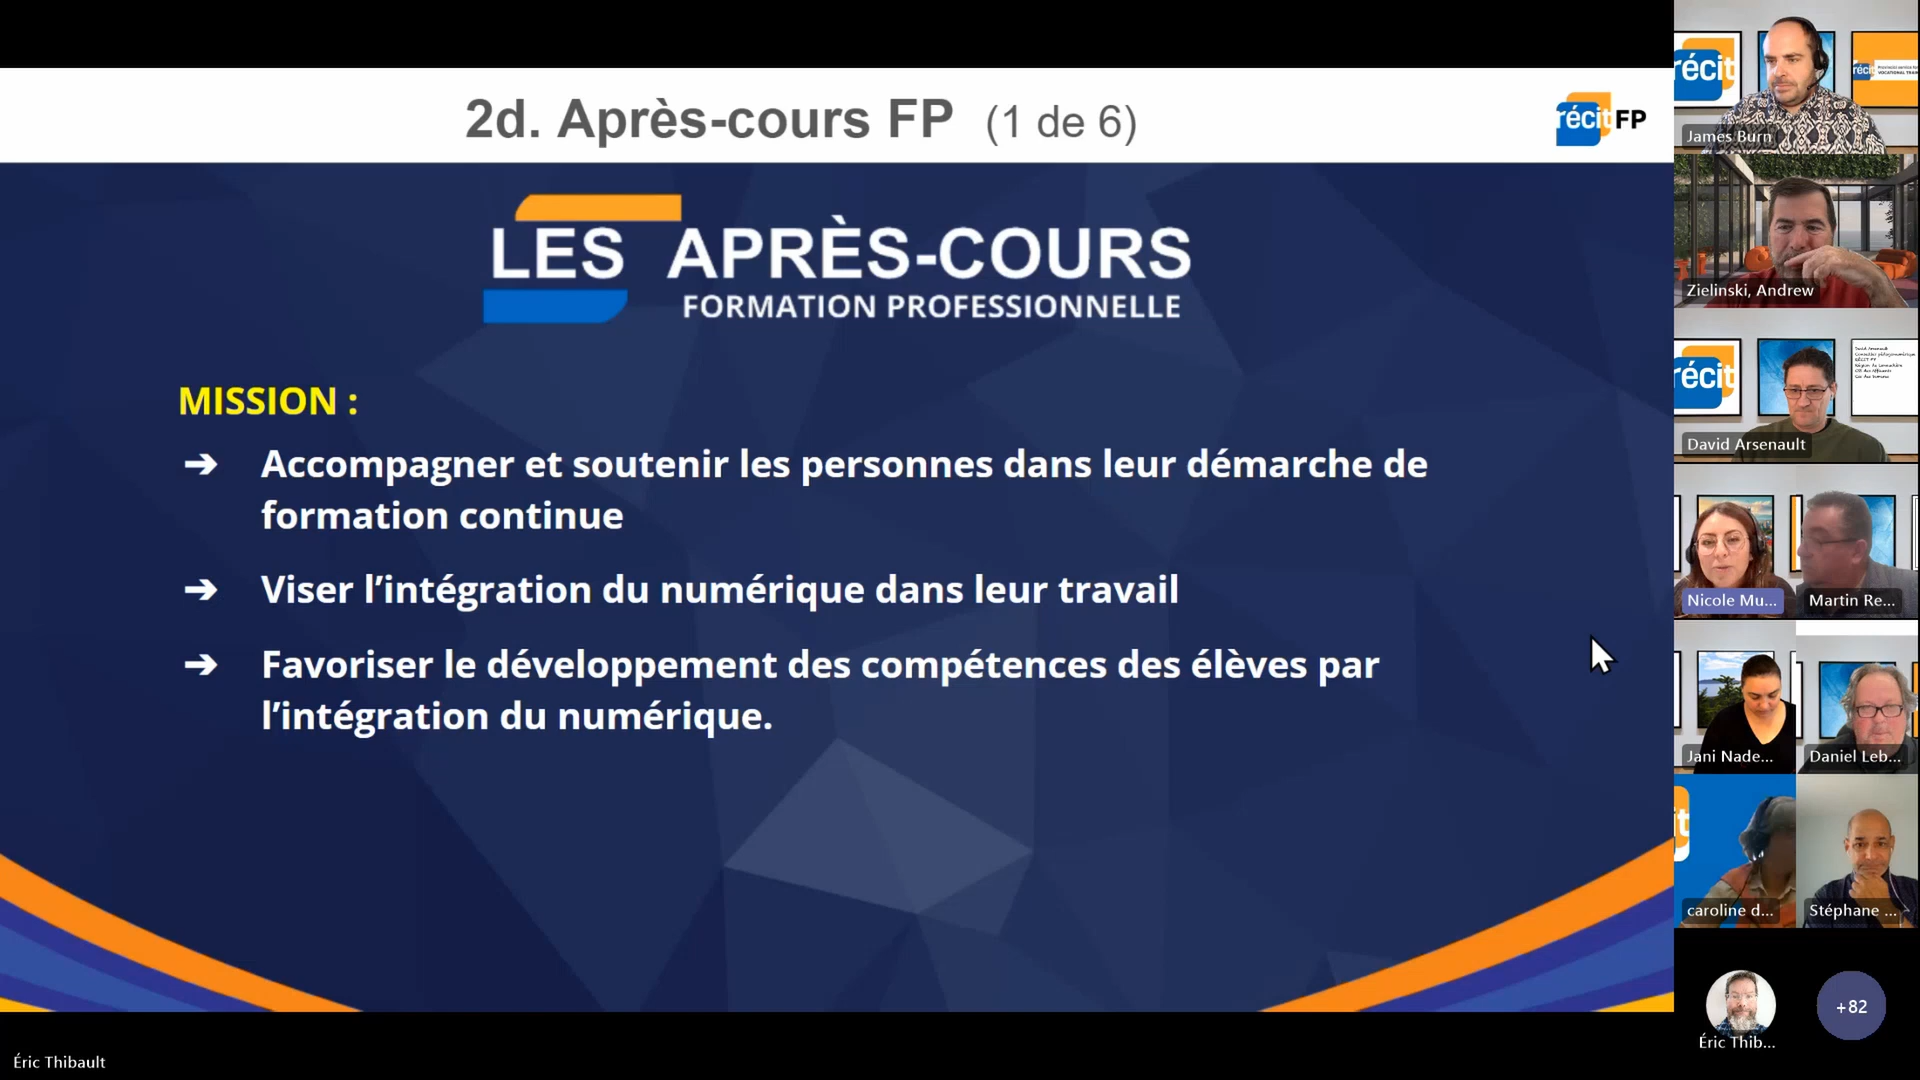 2d. Après-cours FP (1 de 6)
récit FP
LES APRÈS-COURS
FORMATION PROFESSIONNELLE
MISSION :
➔ Accompagner et soutenir les personnes dans leur démarche de
formation continue
➔ Viser l’intégration du numérique dans leur travail
➔ Favoriser le développement des compétences des élèves par
l’intégration du numérique.
Éric Thibault
récit
récit
James Burn
Zielinski, Andrew
récit
David Arsenault
Nicole Mu...
Martin Re...
Jani Nade...
Daniel Leb...
caroline d...
Stéphane ...
Éric Thib...
+82